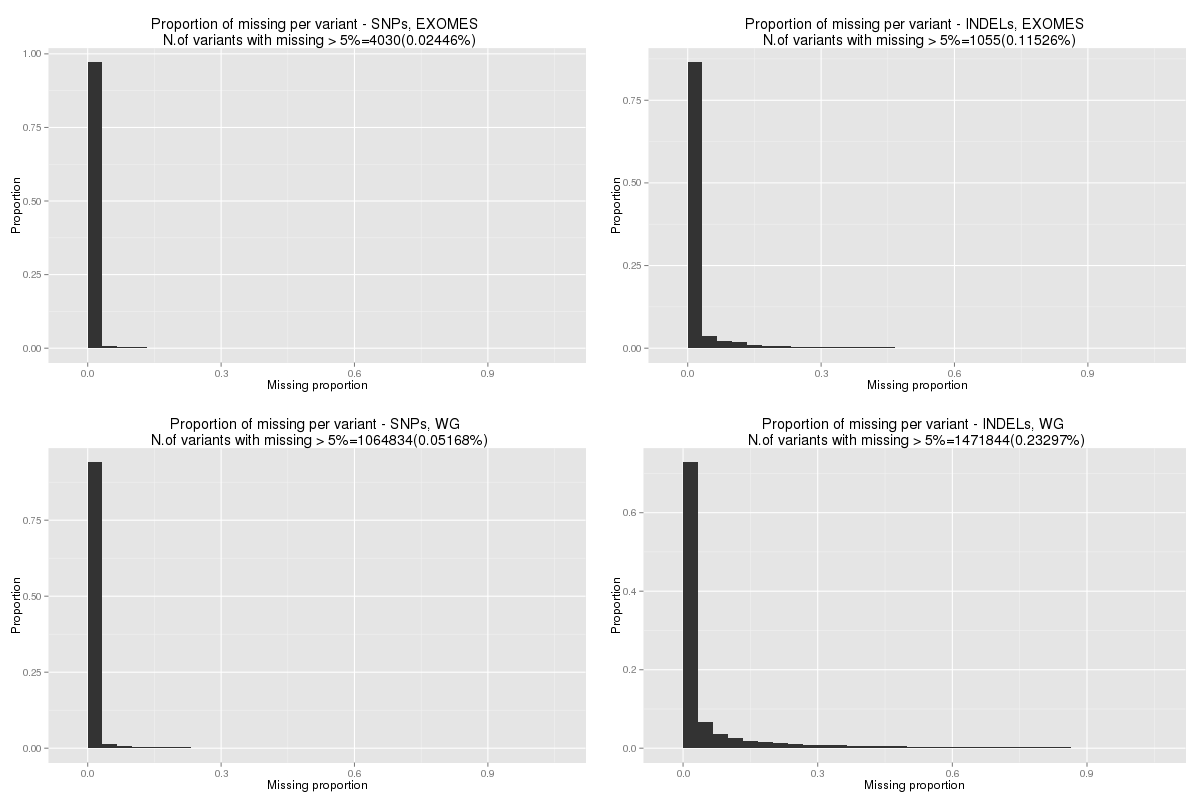 Proportion of missing per variant - SNPs, EXOMES
N.of variants with missing > 5%=4030(0.02446%)
1.00
0.75
0.50
0.25
0.00
Proportion
0.0 0.3 0.6 0.9
Missing proportion
Proportion of missing per variant - INDELs, EXOMES
N.of variants with missing > 5%=1055(0.11526%)
0.75
0.50
0.25
0.00
Proportion
0.0 0.3 0.6 0.9
Missing proportion
Proportion of missing per variant - SNPs, WG
N.of variants with missing > 5%=1064834(0.05168%)
0.75
0.50
0.25
0.00
Proportion
0.0 0.3 0.6 0.9
Missing proportion
Proportion of missing per variant - INDELs, WG
N.of variants with missing > 5%=1471844(0.23297%)
0.6
0.4
0.2
0.0
Proportion
0.0 0.3 0.6 0.9
Missing proportion